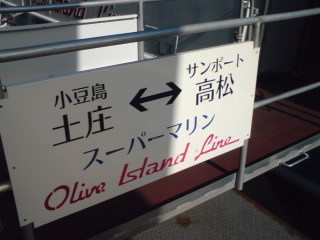 小豆島 ↔ サンポート
土庄 高松
スーパーマリン
Olive Island Line